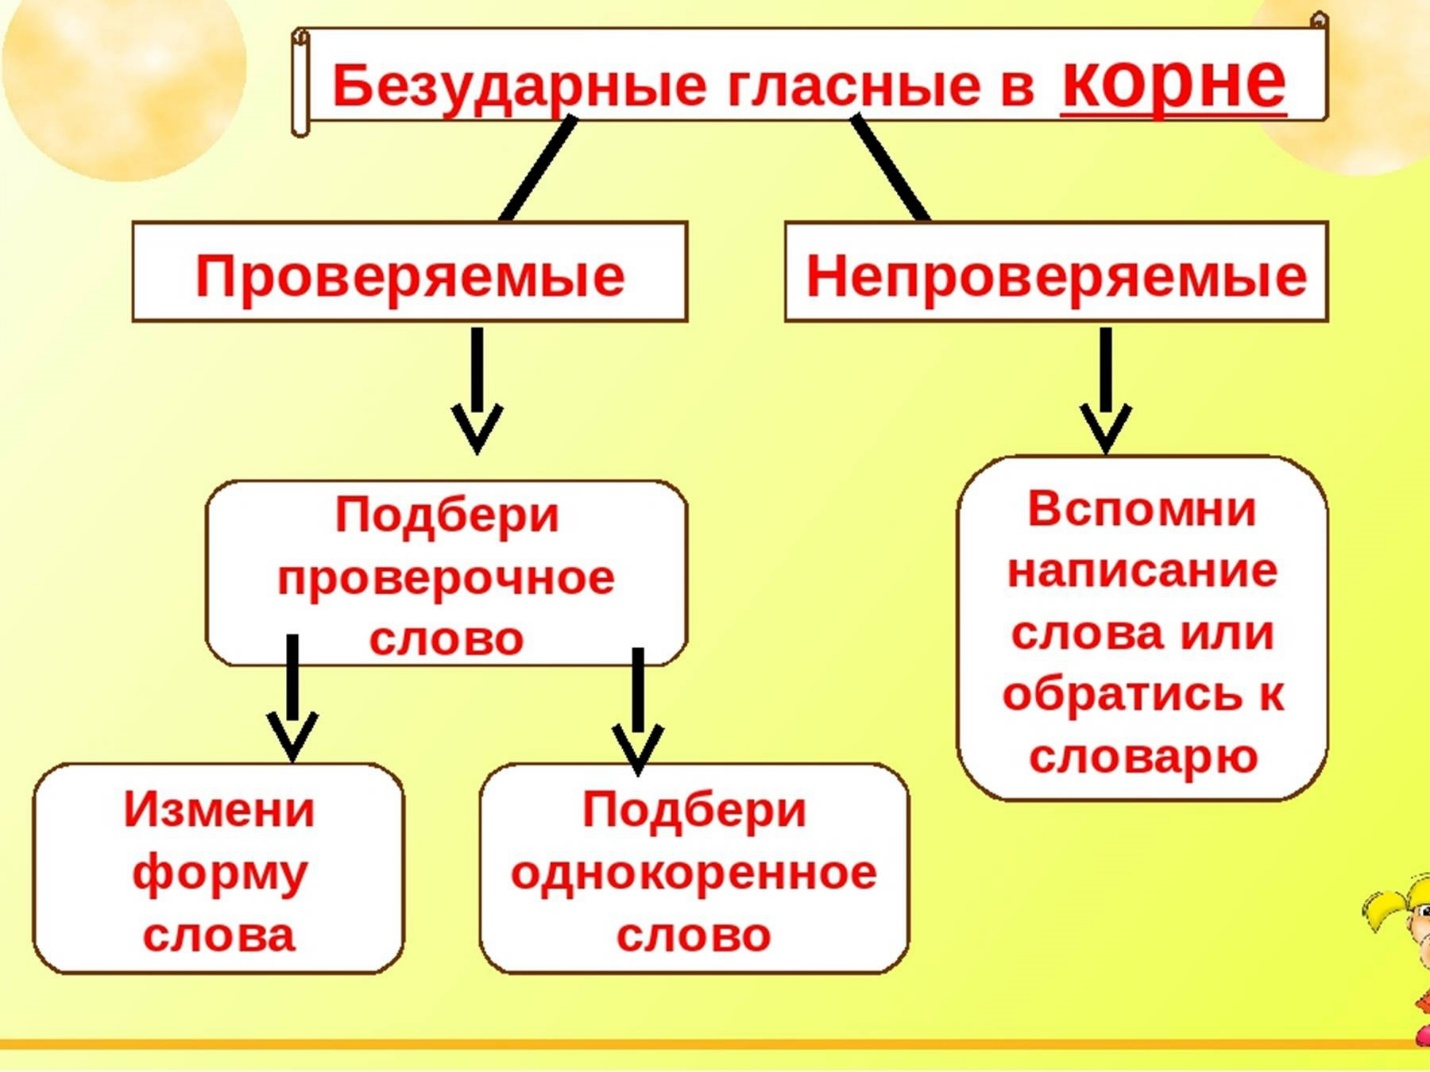 Безударные гласные в корне
Проверяемые
Непроверяемые
Подбери
проверочное
слово
Вспомни
написание
слова или
обратись к
словарю
Измени
форму
слова
Подбери
однокоренное
слово